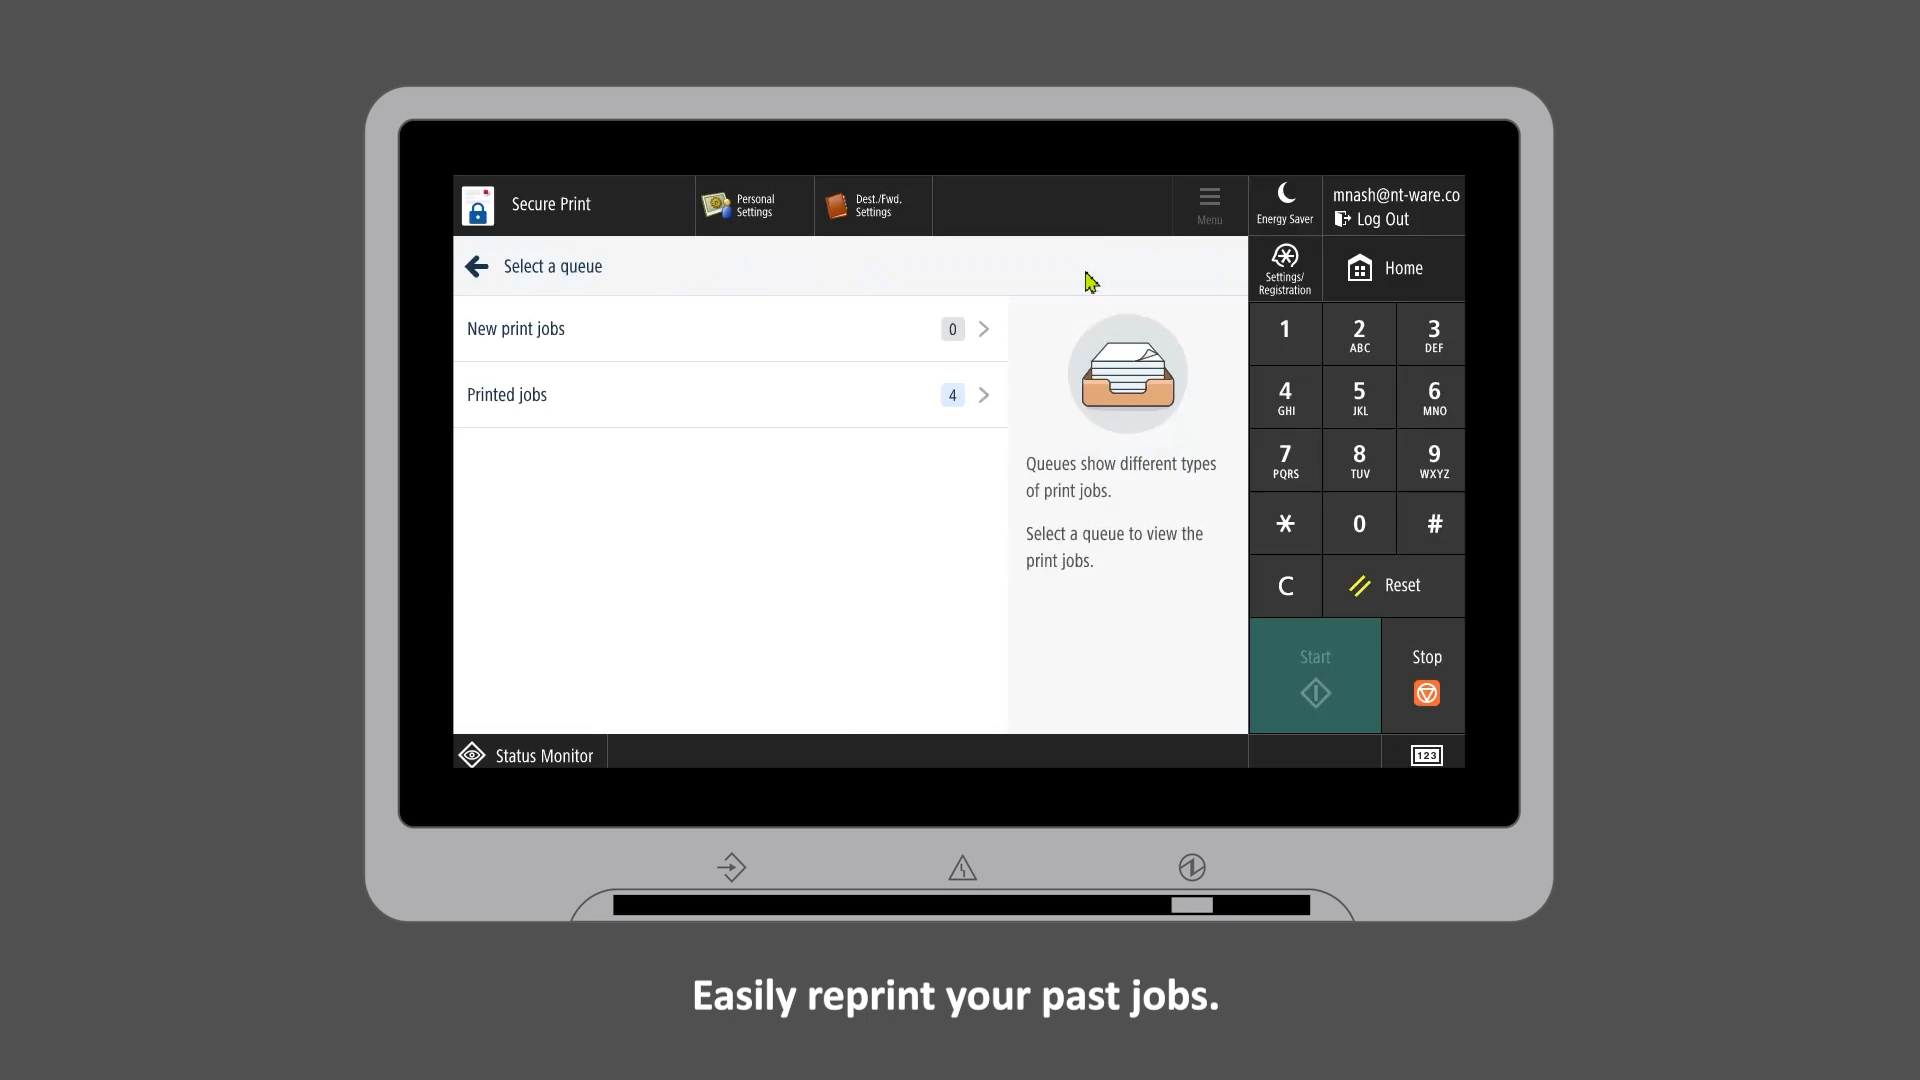 Secure Print
Personal
Settings
Dest./Fwd.
Settings
Menu
Energy Saver
mnash@nt-ware.co
Log Out
Select a queue
Settings/
Registration
Home
New print jobs
0
Printed jobs
4
Queues show different types
of print jobs.
Select a queue to view the
print jobs.
1
2
ABC
3
DEF
4
GHI
5
JKL
6
MNO
7
PQRS
8
TUV
9
WXYZ
*
0
#
C
Reset
Start
Stop
Status Monitor
123
Easily reprint your past jobs.